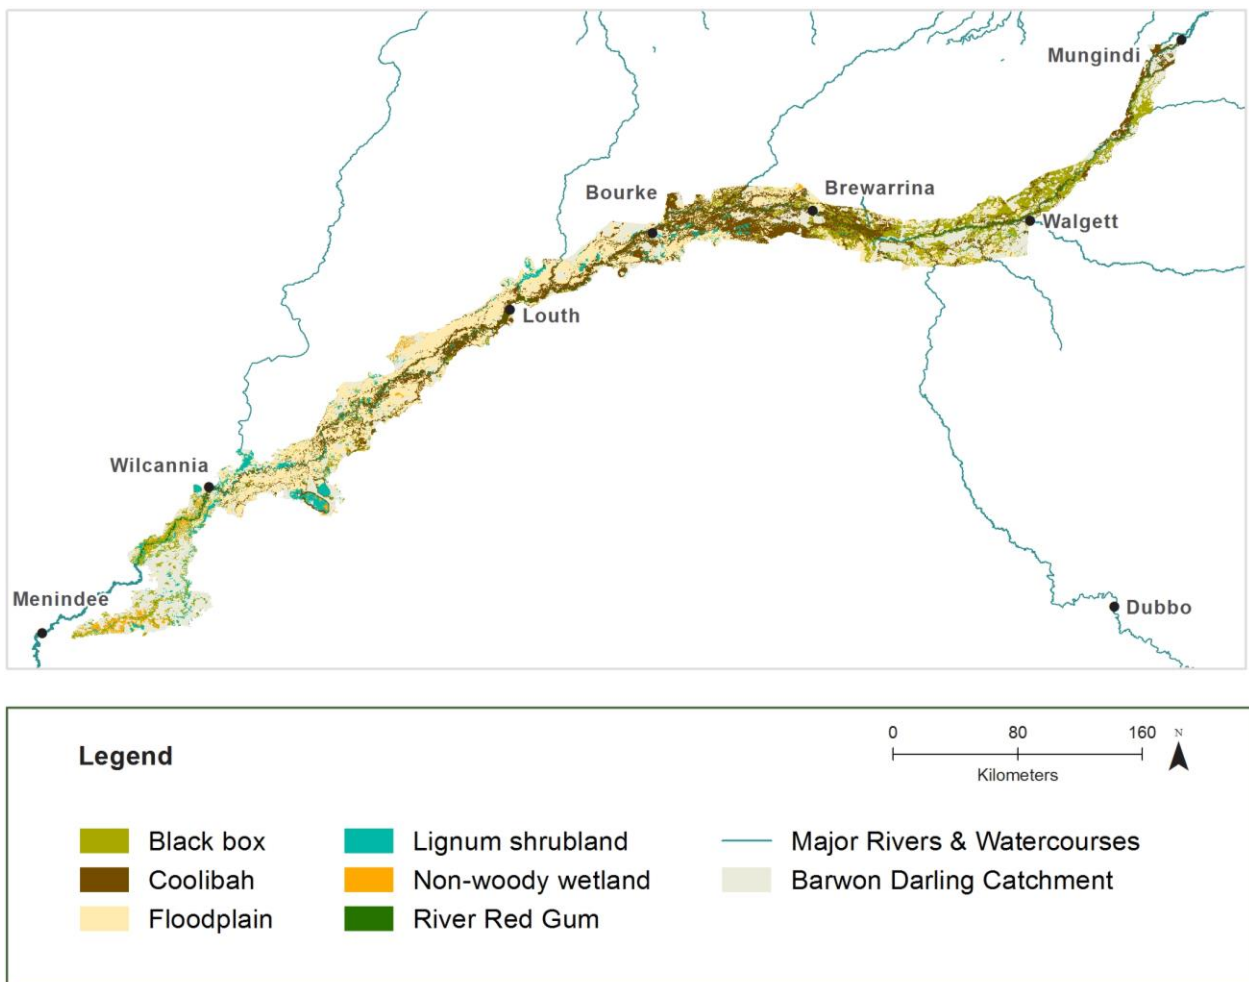 Mungindi
Bourke
Brewarrina
Walgett
Louth
Wilcannia
Menindee
Dubbo
Legend
0 80 160
N
Kilometers
Black box
Coolibah
Floodplain
Lignum shrubland
Non-woody wetland
River Red Gum
Major Rivers & Watercourses
Barwon Darling Catchment